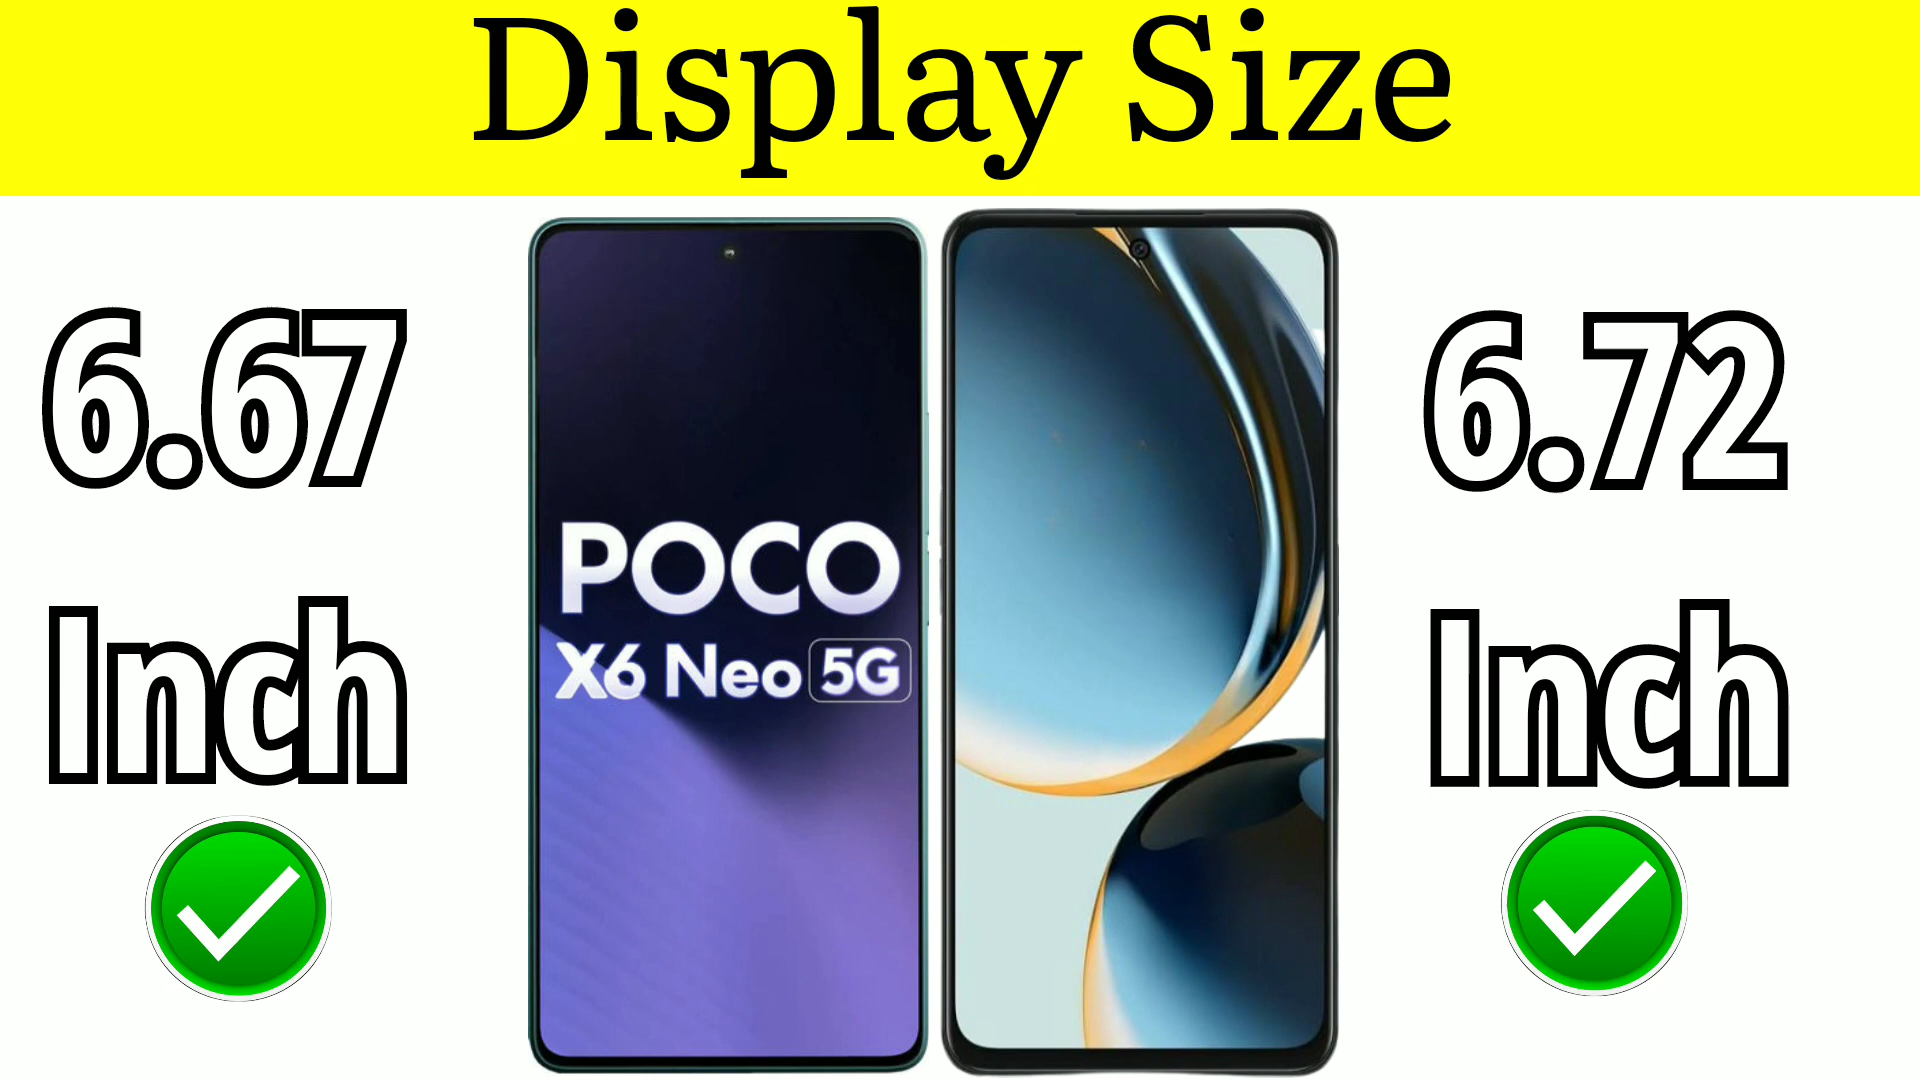 Display Size
6.67
Inch
POCO
X6 Neo 5G
6.72
Inch